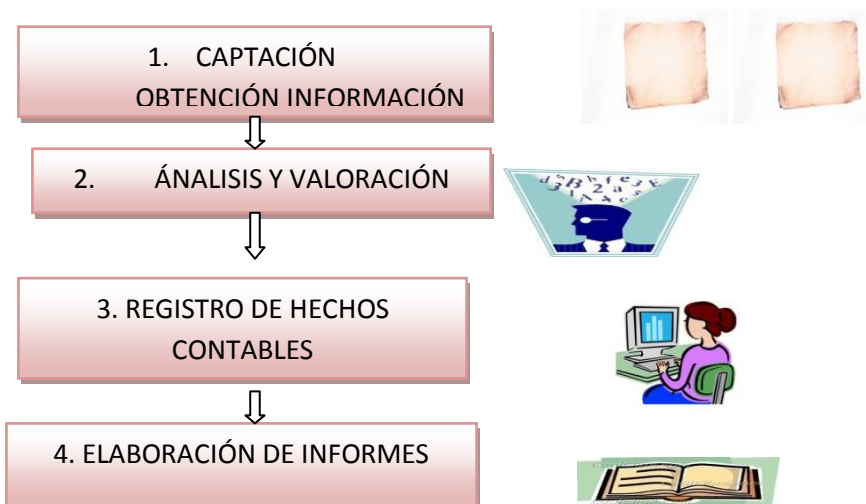 1. CAPTACIÓN
OBTENCIÓN INFORMACIÓN
2. ÁNALISIS Y VALORACIÓN
3. REGISTRO DE HECHOS
CONTABLES
4. ELABORACIÓN DE INFORMES